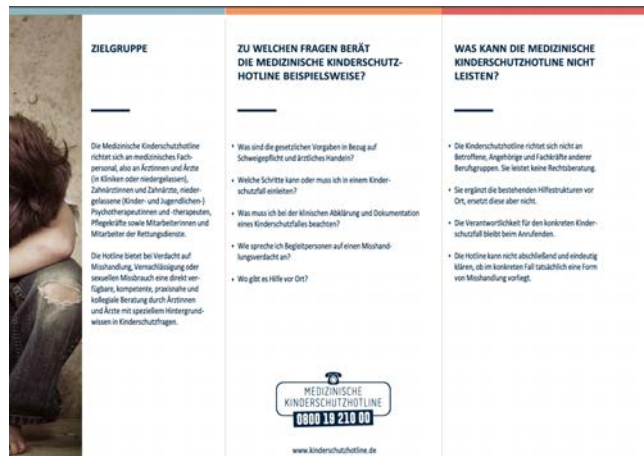 ZIELGRUPPE
Die Medizinische Kinderschutzhotline
richtet sich an medizinisches Fach-
personal, also an Ärztinnen und Ärzte
(in Kliniken oder niedergelassen),
Zahnärztinnen und Zahnärzte, nieder-
gelassene (Kinder- und Jugendlichen-)
Psychotherapeutinnen und -therapeuten,
Pflegekräfte sowie Mitarbeiterinnen und
Mitarbeiter der Rettungsdienste.
Die Hotline bietet bei Verdacht auf
Misshandlung, Vernachlässigung oder
sexuellen Missbrauch eine direkt ver-
fügbare, kompetente, praxisnahe und
kollegiale Beratung durch Ärztinnen
und Ärzte mit speziellem Hintergrund-
wissen in Kinderschutzfragen.
ZU WELCHEN FRAGEN BERÄT
DIE MEDIZINISCHE KINDERSCHUTZ-
HOTLINE BEISPIELSWEISE?
• Was sind die gesetzlichen Vorgaben in Bezug auf
Schweigepflicht und ärztliches Handeln?
• Welche Schritte kann oder muss ich in einem Kinder-
schutzfall einleiten?
• Was muss ich bei der klinischen Abklärung und Dokumentation
eines Kinderschutzfalles beachten?
• Wie spreche ich Begleitpersonen auf einen Misshand-
lungsverdacht an?
• Wo gibt es Hilfe vor Ort?
MEDIZINISCHE
KINDERSCHUTZHOTLINE
0800 19 210 00
www.kinderschutzhotline.de
WAS KANN DIE MEDIZINISCHE
KINDERSCHUTZHOTLINE NICHT
LEISTEN?
• Die Kinderschutzhotline richtet sich nicht an
Betroffene, Angehörige und Fachkräfte anderer
Berufsgruppen. Sie leistet keine Rechtsberatung.
• Sie ergänzt die bestehenden Hilfestrukturen vor
Ort, ersetzt diese aber nicht.
• Die Verantwortlichkeit für den konkreten Kinder-
schutzfall bleibt beim Anrufenden.
• Die Hotline kann nicht abschließend und eindeutig
klären, ob im konkreten Fall tatsächlich eine Form
von Misshandlung vorliegt.